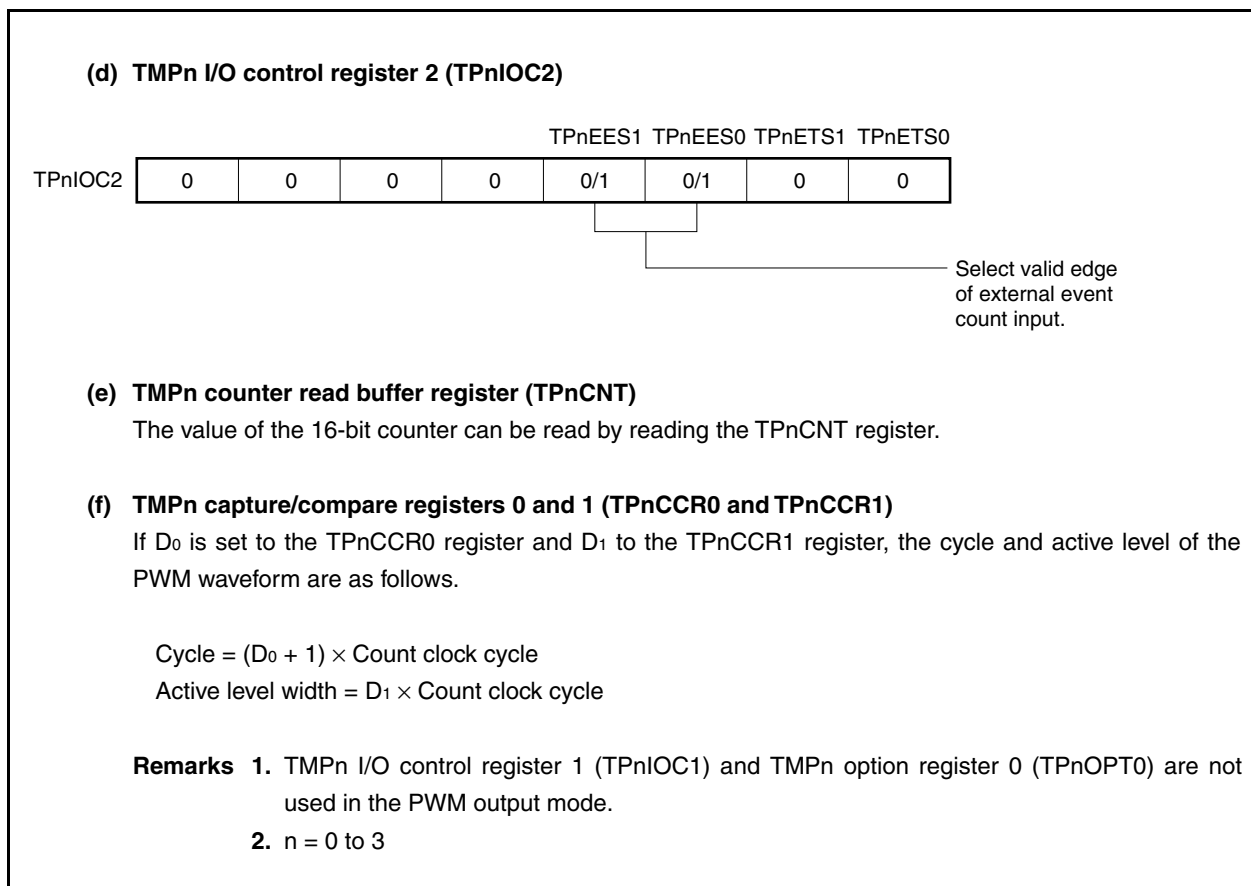 (d) TMPn I/O control register 2 (TPnIOC2)
TPnEES1 TPnEES0 TPnETS1 TPnETS0
TPnIOC2 0 0 0 0 0/1 0/1 0 0
Select valid edge
of external event
count input.
(e) TMPn counter read buffer register (TPnCNT)
The value of the 16-bit counter can be read by reading the TPnCNT register.
(f) TMPn capture/compare registers 0 and 1 (TPnCCR0 and TPnCCR1)
If D0 is set to the TPnCCR0 register and D1 to the TPnCCR1 register, the cycle and active level of the
PWM waveform are as follows.
Cycle = (D0 + 1) × Count clock cycle
Active level width = D1 × Count clock cycle
Remarks 1. TMPn I/O control register 1 (TPnIOC1) and TMPn option register 0 (TPnOPT0) are not
used in the PWM output mode.
2. n = 0 to 3